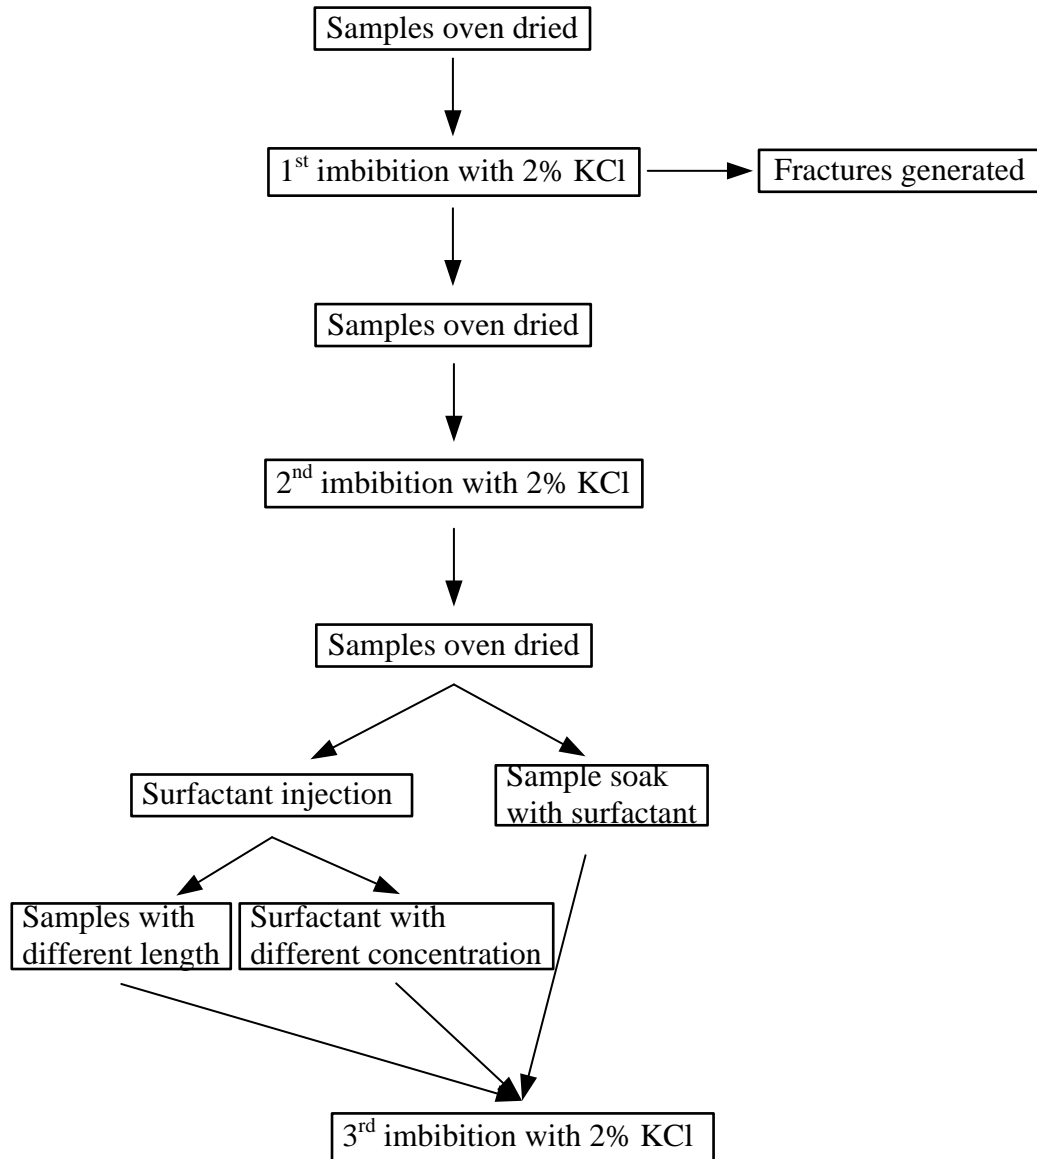 Samples oven dried
1st imbibition with 2% KCl
Fractures generated
Samples oven dried
2nd imbibition with 2% KCl
Samples oven dried
Surfactant injection
Sample soak
with surfactant
Samples with
different length
Surfactant with
different concentration
3rd imbibition with 2% KCl